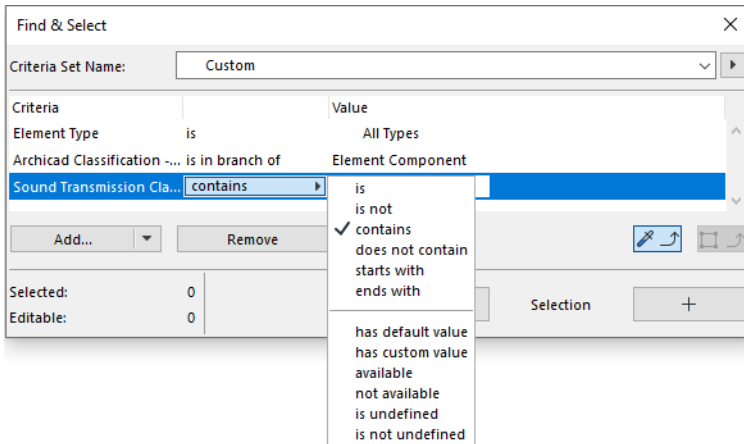 Find & Select
Criteria Set Name: Custom
Criteria Value
Element Type is All Types
Archicad Classification -... is in branch of Element Component
Sound Transmission Cla... contains
is
is not
contains
does not contain
starts with
ends with
has default value
has custom value
available
not available
is undefined
is not undefined
Add... Remove
Selected: 0
Editable: 0
Selection +